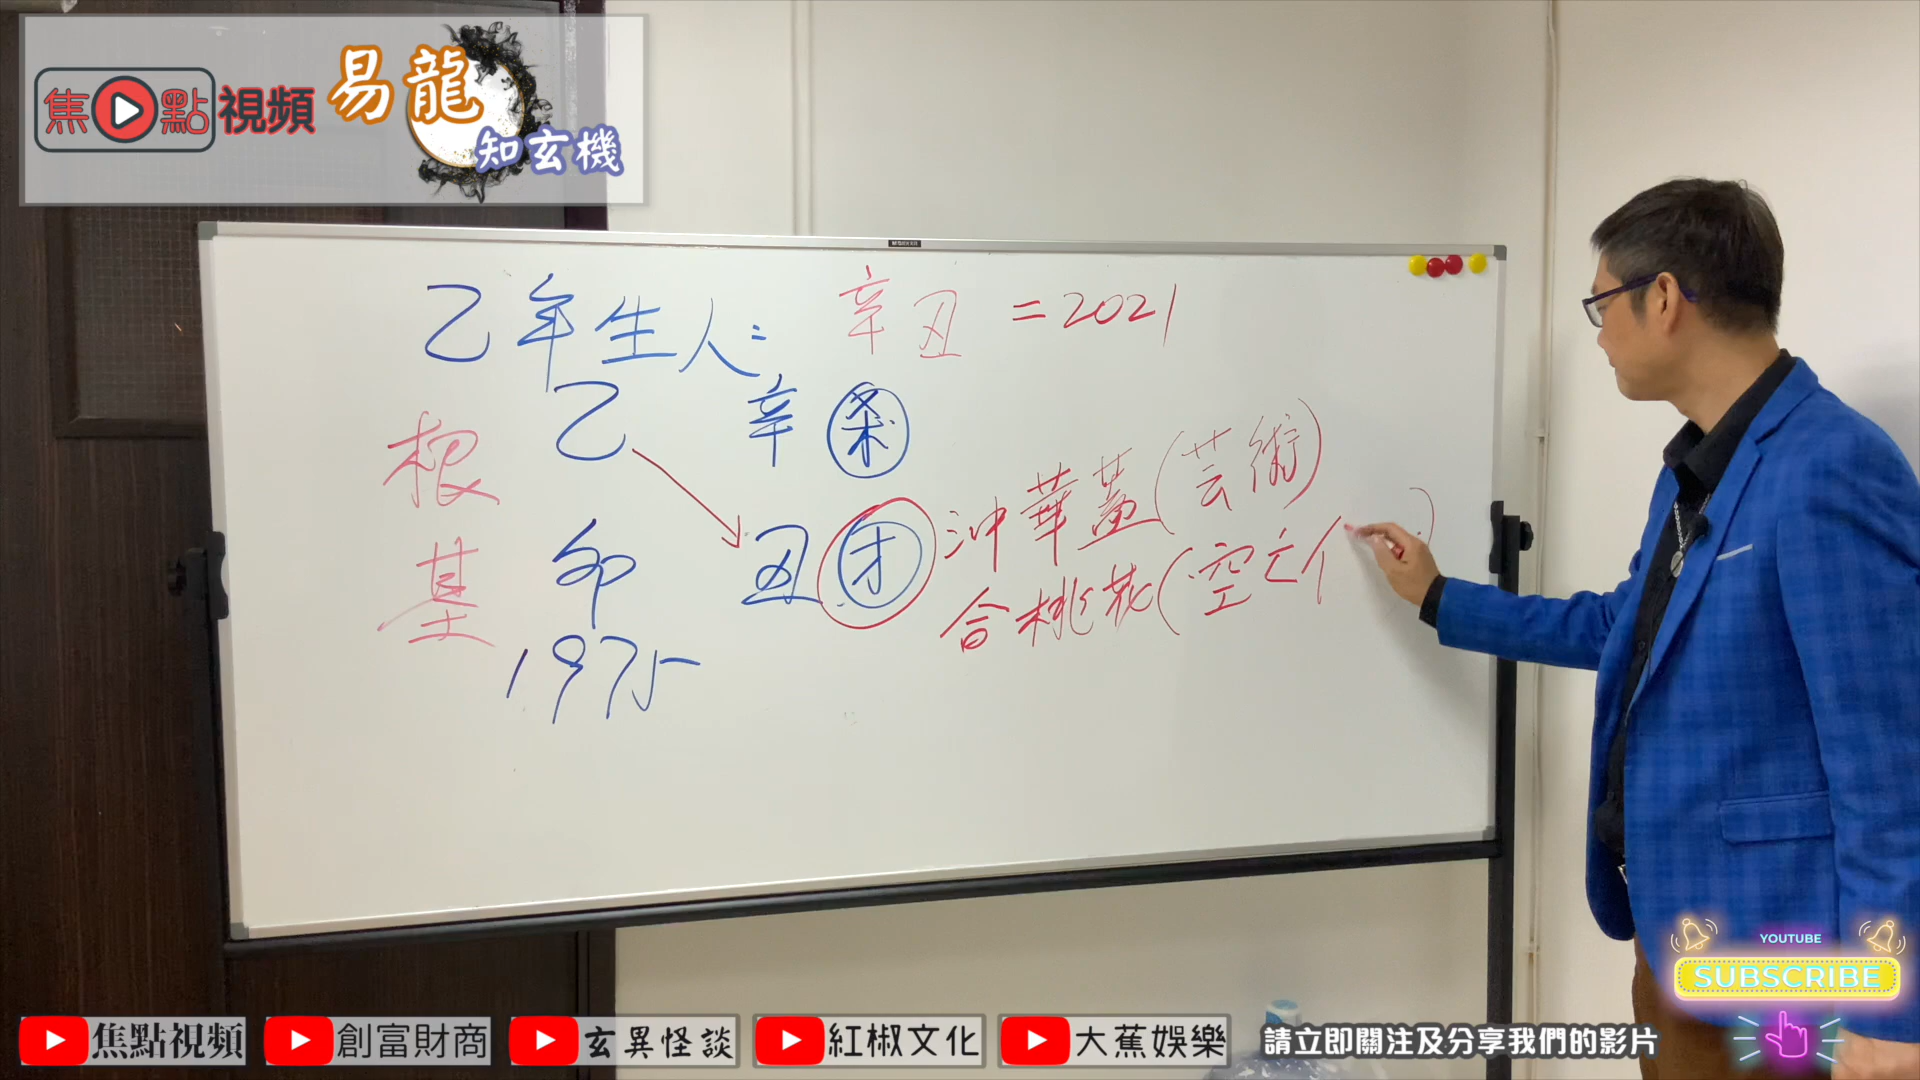 焦點視頻 易龍
知玄機
乙年生人: 辛丑 = 2021
根基
乙 辛 杀
卯 丑 才
1975
沖華蓋(芸術)
合桃花(空亡)
YOUTUBE
SUBSCRIBE
焦點視頻 創富財商 玄異怪談 紅椒文化 大蕉娛樂 請立即關注及分享我們的影片